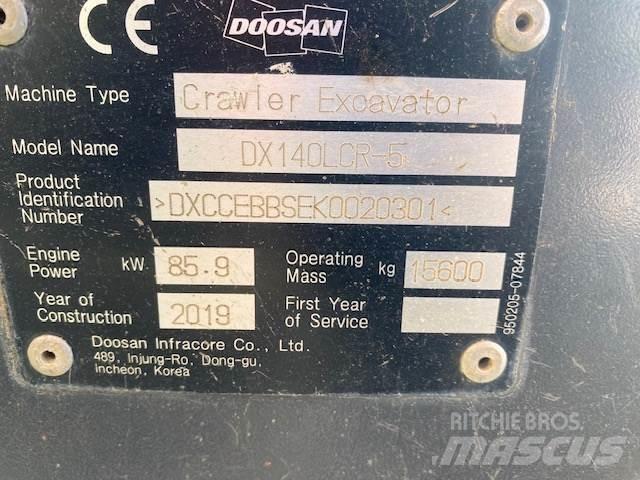 CE DOOSAN
Machine Type Crawler Excavator
Model Name DX140LCR-5
Product
Identification
Number >DXCCEBBSEK0020301<
Engine
Power kW 85.9
Operating
Mass kg 15600
Year of
Construction 2019
First Year
of Service
Doosan Infracore Co., Ltd.
489, Injung-Ro, Dong-gu,
Incheon, Korea
950205-07844
RITCHIE BROS.
MASCUS